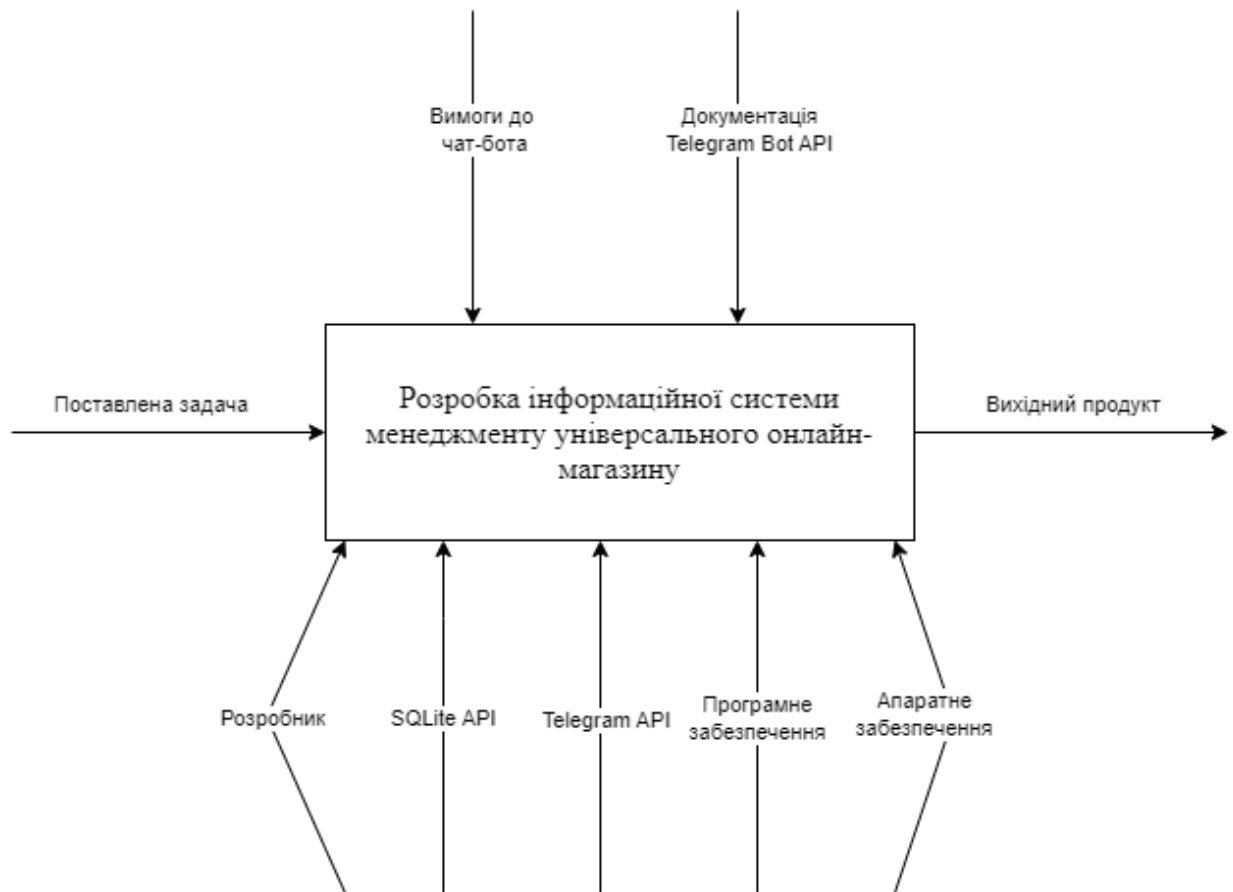 Вимоги до
чат-бота
Документація
Telegram Bot API
Поставлена задача
Розробка інформаційної системи
менеджменту універсального онлайн-
магазину
Вихідний продукт
Розробник
SQLite API
Telegram API
Програмне
забезпечення
Апаратне
забезпечення